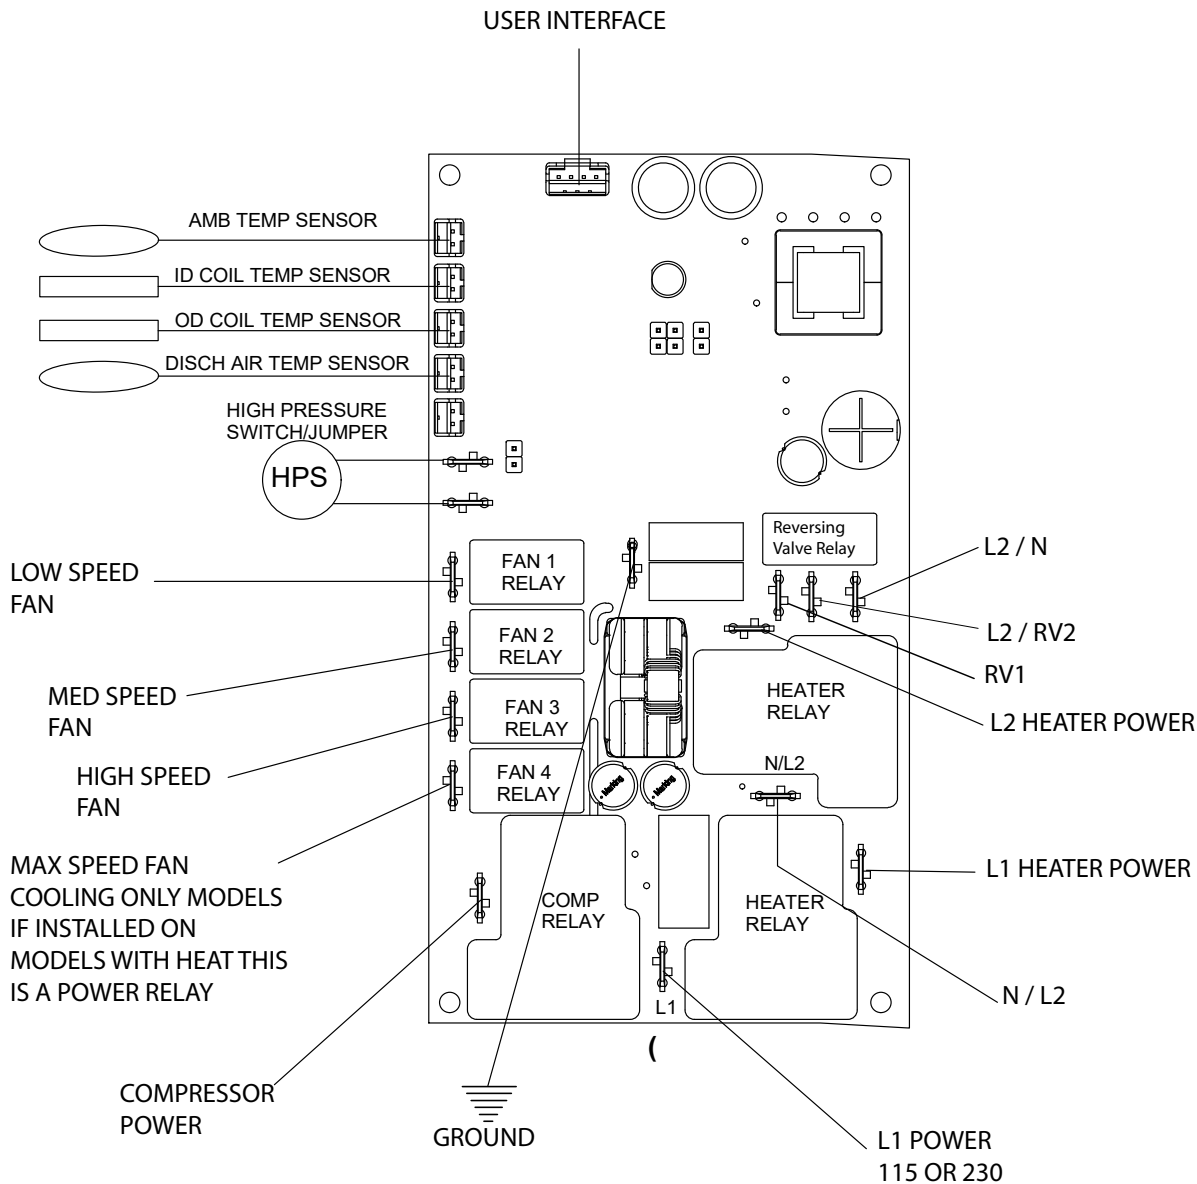 USER INTERFACE
AMB TEMP SENSOR
ID COIL TEMP SENSOR
OD COIL TEMP SENSOR
DISCH AIR TEMP SENSOR
HIGH PRESSURE
SWITCH/JUMPER
HPS
LOW SPEED
FAN
MED SPEED
FAN
HIGH SPEED
FAN
MAX SPEED FAN
COOLING ONLY MODELS
IF INSTALLED ON
MODELS WITH HEAT THIS
IS A POWER RELAY
COMPRESSOR
POWER
GROUND
FAN 1
RELAY
FAN 2
RELAY
FAN 3
RELAY
FAN 4
RELAY
COMP
RELAY
Marking
Marking
Reversing
Valve Relay
HEATER
RELAY
N/L2
HEATER
RELAY
L1
(
L2 / N
L2 / RV2
RV1
L2 HEATER POWER
L1 HEATER POWER
N / L2
L1 POWER
115 OR 230